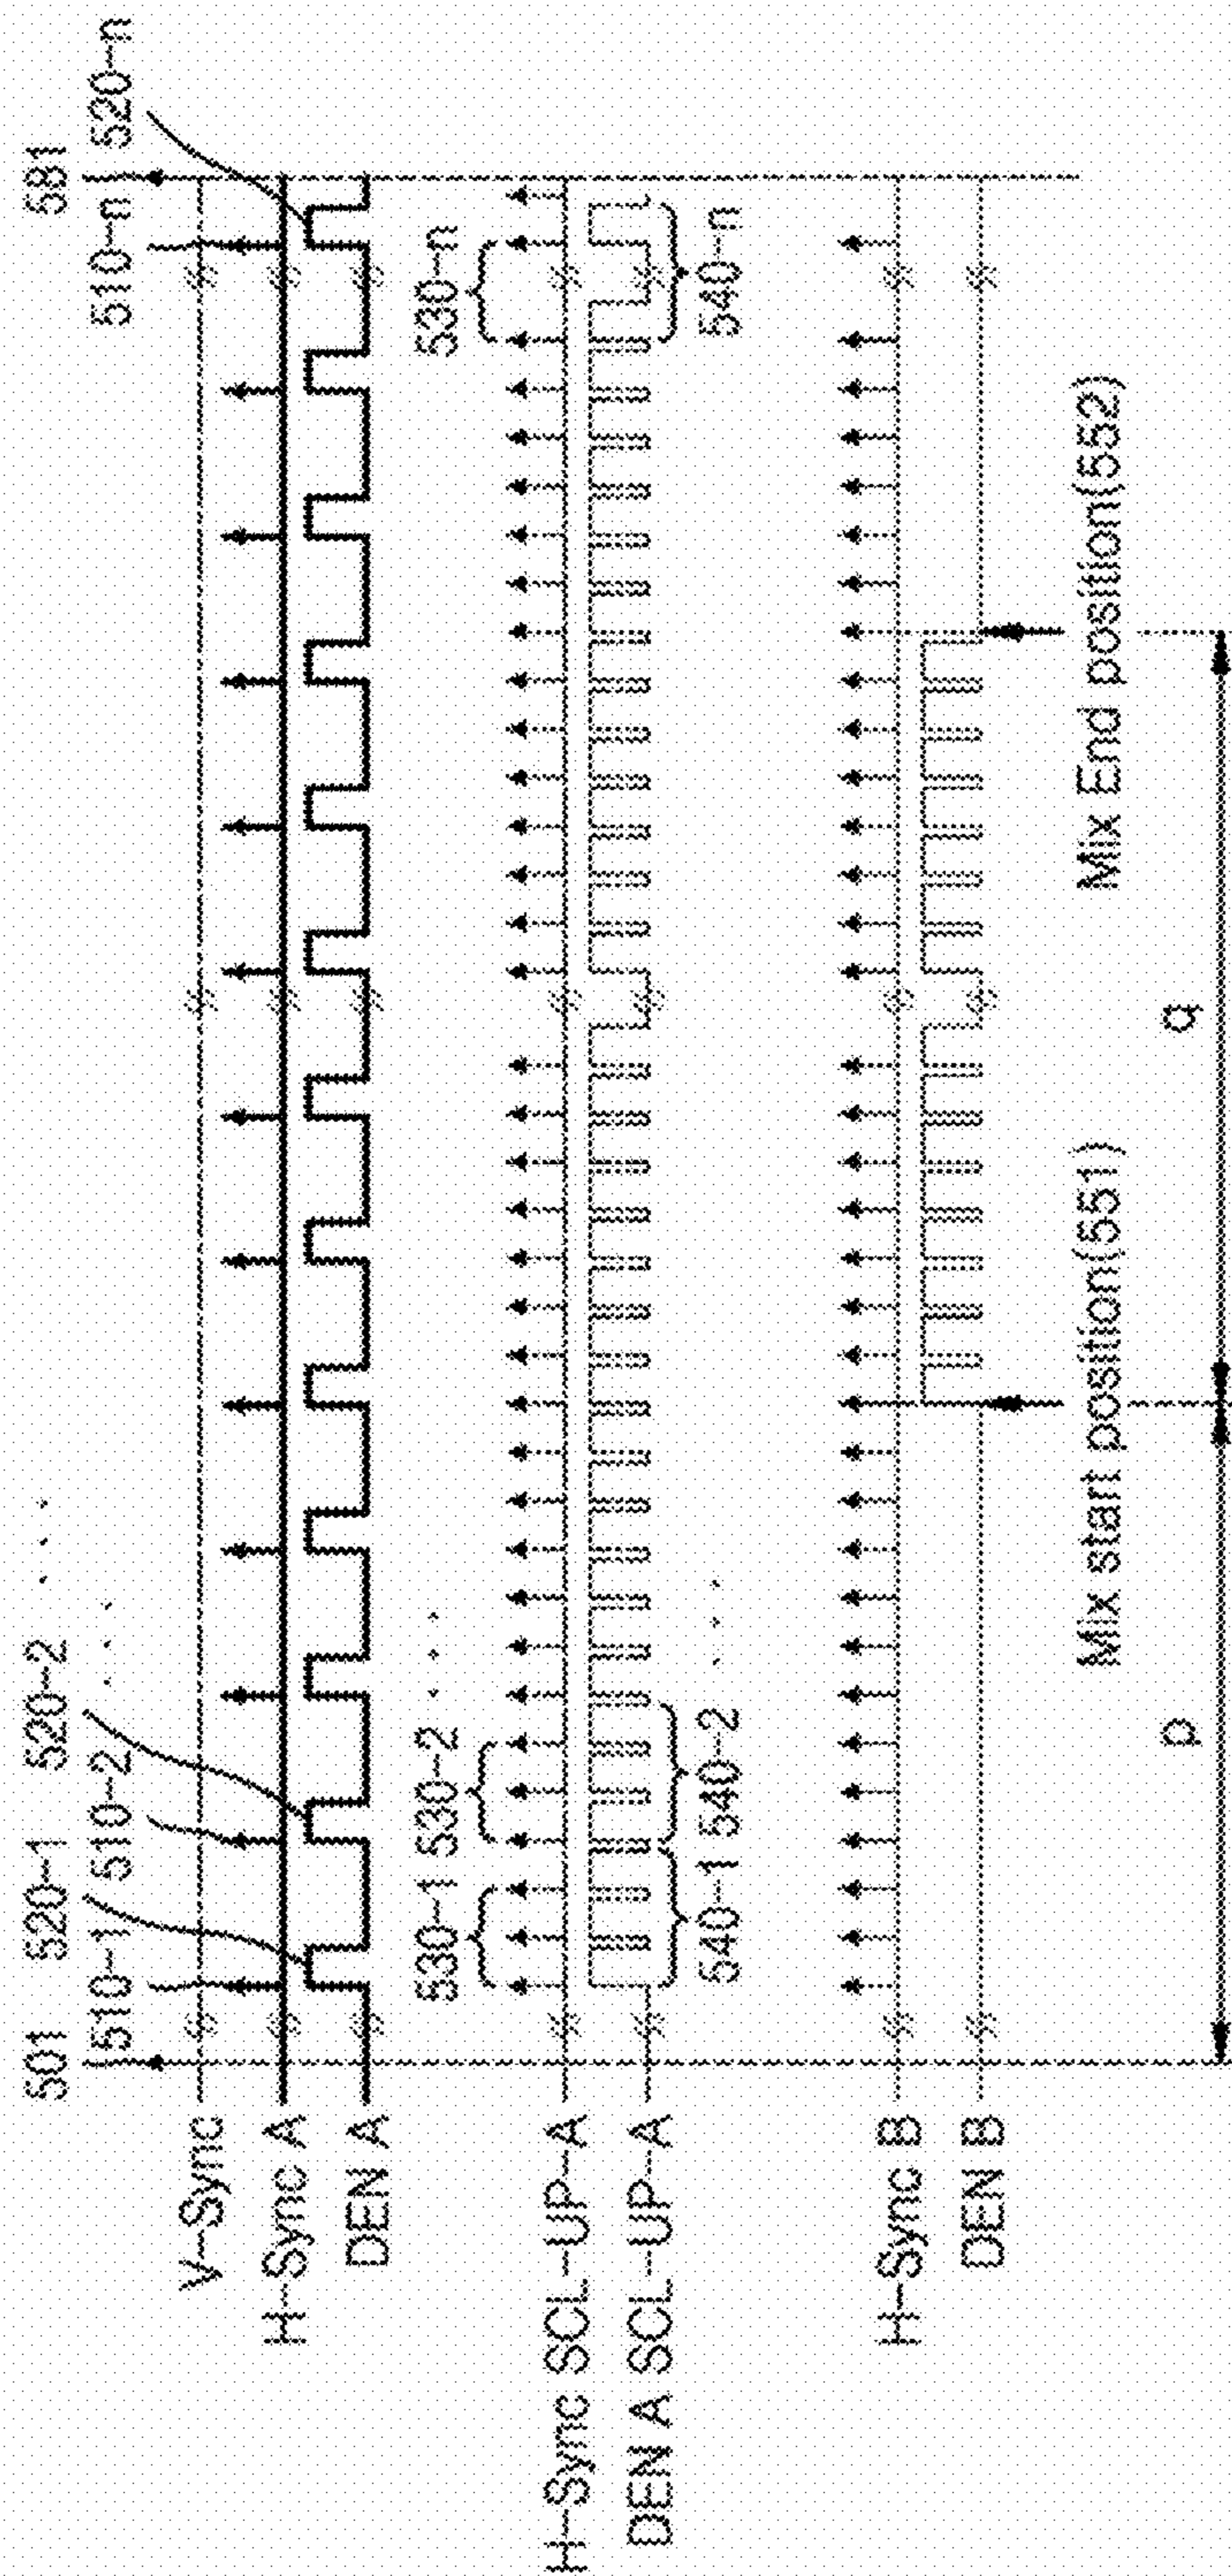 501 520-1 520-2 . . . 581
510-1 510-2 . . . 510-n 520-n
V-Sync
H-Sync A
DEN A
530-1 530-2 . . . 530-n
H-Sync SCL-UP-A
DEN A SCL-UP-A
540-1 540-2 . . . 540-n
H-Sync B
DEN B
Mix start position(551) Mix End position(552)
p q